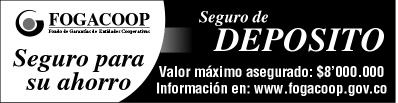 FOGACOOP
Fondo de Garantías de Entidades Cooperativas
Seguro para
su ahorro
Seguro de
DEPOSITO
Valor máximo asegurado: $8'000.000
Información en: www.fogacoop.gov.co